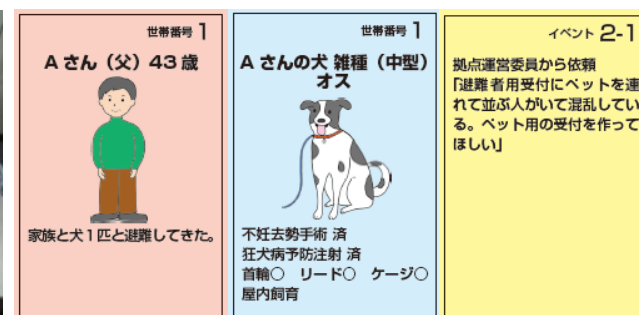 世帯番号 1
Aさん（父）43歳
家族と犬1匹と避難してきた。
世帯番号 1
Aさんの犬 雑種（中型）
オス
不妊去勢手術 済
狂犬病予防注射 済
首輪○ リード○ ケージ○
屋内飼育
イベント 2-1
拠点運営委員から依頼
「避難者用受付にペットを連
れて並ぶ人がいて混乱してい
る。ペット用の受付を作って
ほしい」